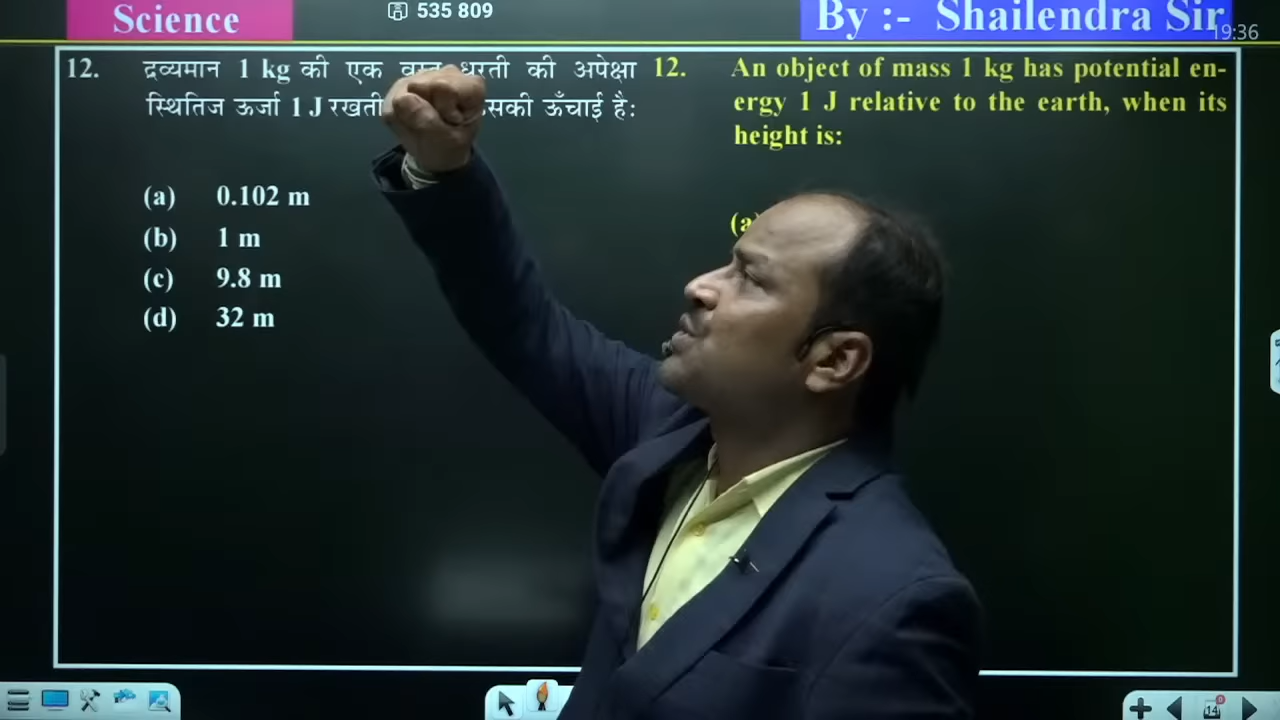 Science
535 809
By :- Shailendra Sir
19:36
12. द्रव्यमान 1 kg की एक वस्तु धरती की अपेक्षा
स्थितिज ऊर्जा 1 J रखती ऊँचाई है:
(a) 0.102 m
(b) 1 m
(c) 9.8 m
(d) 32 m
12. An object of mass 1 kg has potential en-
ergy 1 J relative to the earth, when its
height is:
(a)
14